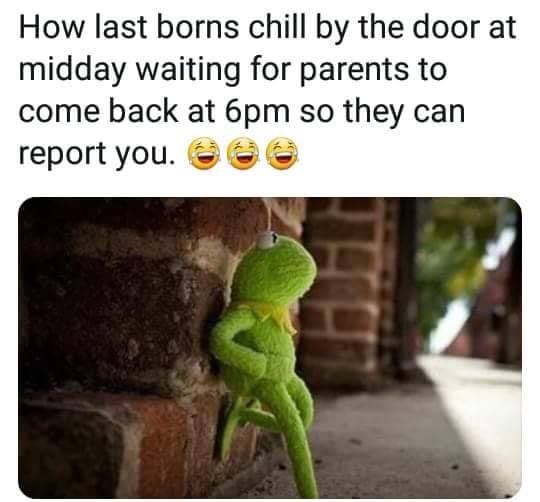 How last borns chill by the door at
midday waiting for parents to
come back at 6pm so they can
report you. 😂😂😂